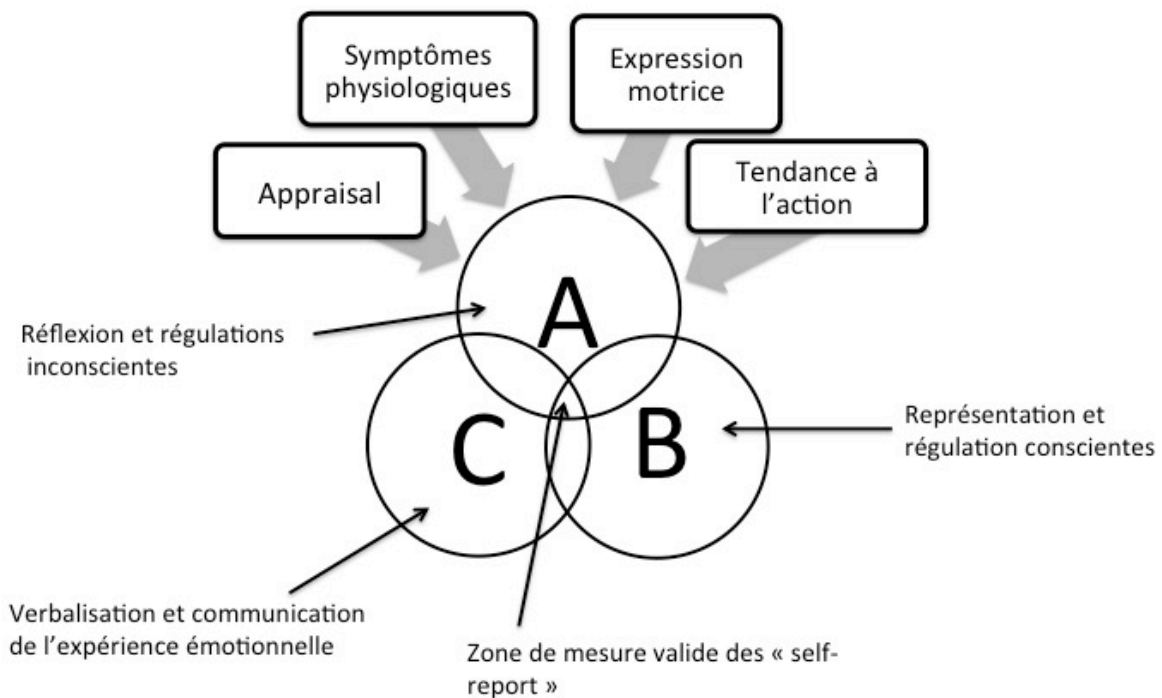 Symptômes
physiologiques
Expression
motrice
Appraisal
Tendance à
l'action
A
Réflexion et régulations
inconscientes
C
B
Représentation et
régulation conscientes
Verbalisation et communication
de l'expérience émotionnelle
Zone de mesure valide des « self-
report »